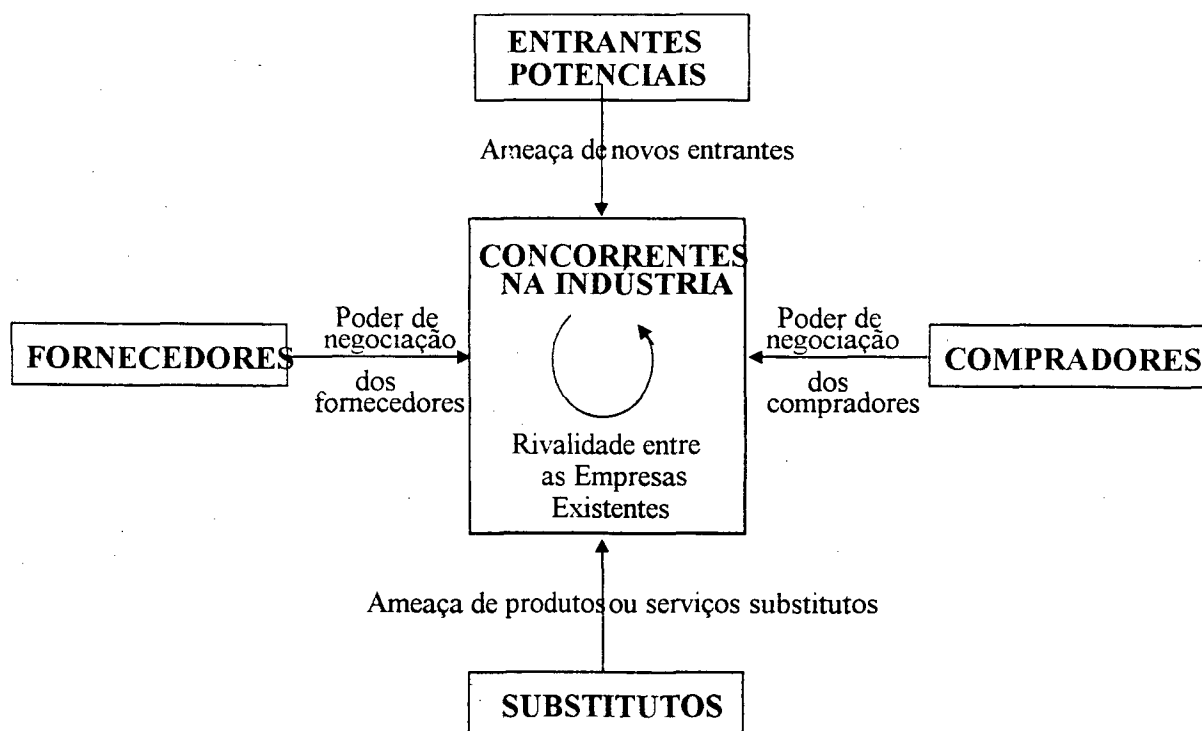 ENTRANTES
POTENCIAIS
Ameaça de novos entrantes
CONCORRENTES
NA INDÚSTRIA
Poder de
negociação
dos
fornecedores
FORNECEDORES
Poder de
negociação
dos
compradores
COMPRADORES
Rivalidade entre
as Empresas
Existentes
Ameaça de produtos ou serviços substitutos
SUBSTITUTOS